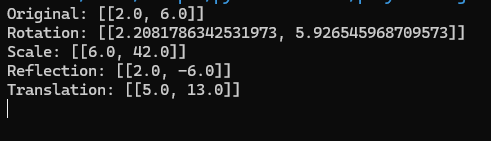 Original: [[2.0, 6.0]]
Rotation: [[2.2081786342531973, 5.926545968709573]]
Scale: [[6.0, 42.0]]
Reflection: [[2.0, -6.0]]
Translation: [[5.0, 13.0]]